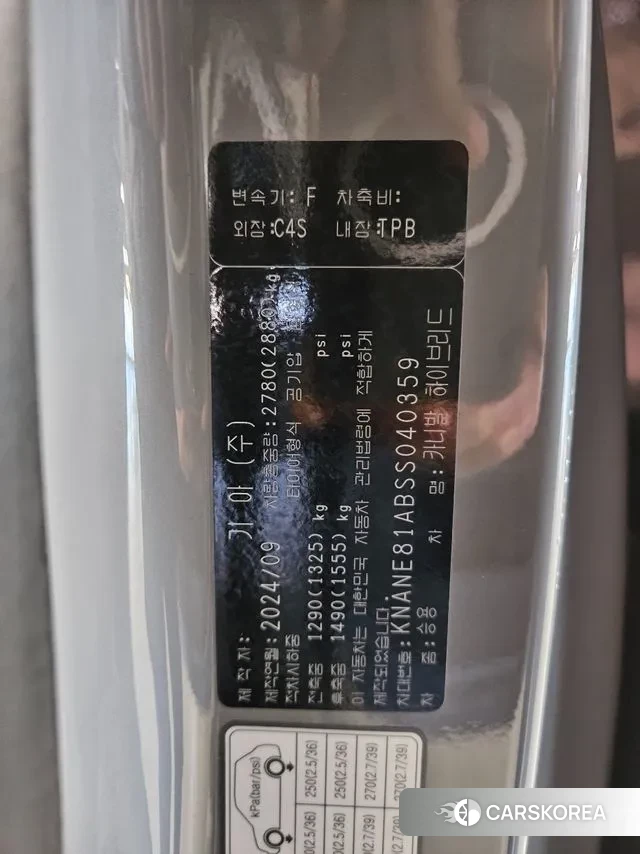 변속기: F 차축비:
외장:C4S 내장:TPB
제작자: 기아(주)
제작연월:2024/09 차량총중량:2780(2880)kg
적차시하중 타이어형식 공기압
전축중 1290(1325) kg psi
후축중 1490(1555) kg psi
이 자동차는 대한민국 자동차 관리법령에 적합하게
제작되었습니다.
차대번호:KNANE81ABSS040359
차 종:승용 차 명:카니발 하이브리드
kPa(bar/psi)
250(2.5/36)
250(2.5/36)
270(2.7/39)
270(2.7/39)
CARSKOREA